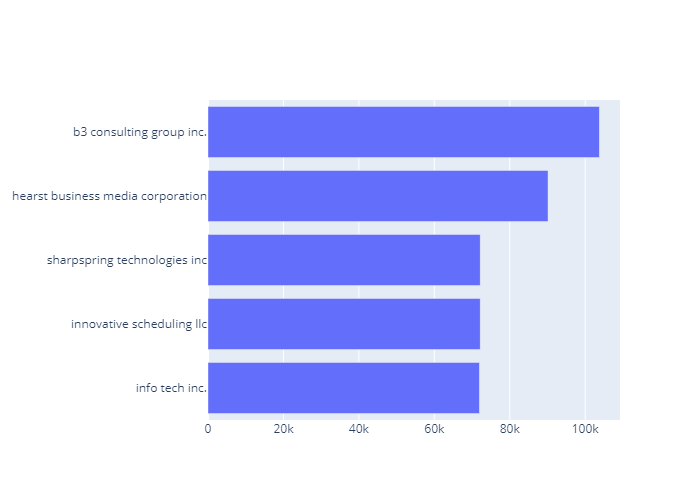 b3 consulting group inc.
hearst business media corporation
sharpspring technologies inc
innovative scheduling llc
info tech inc.
0 20k 40k 60k 80k 100k